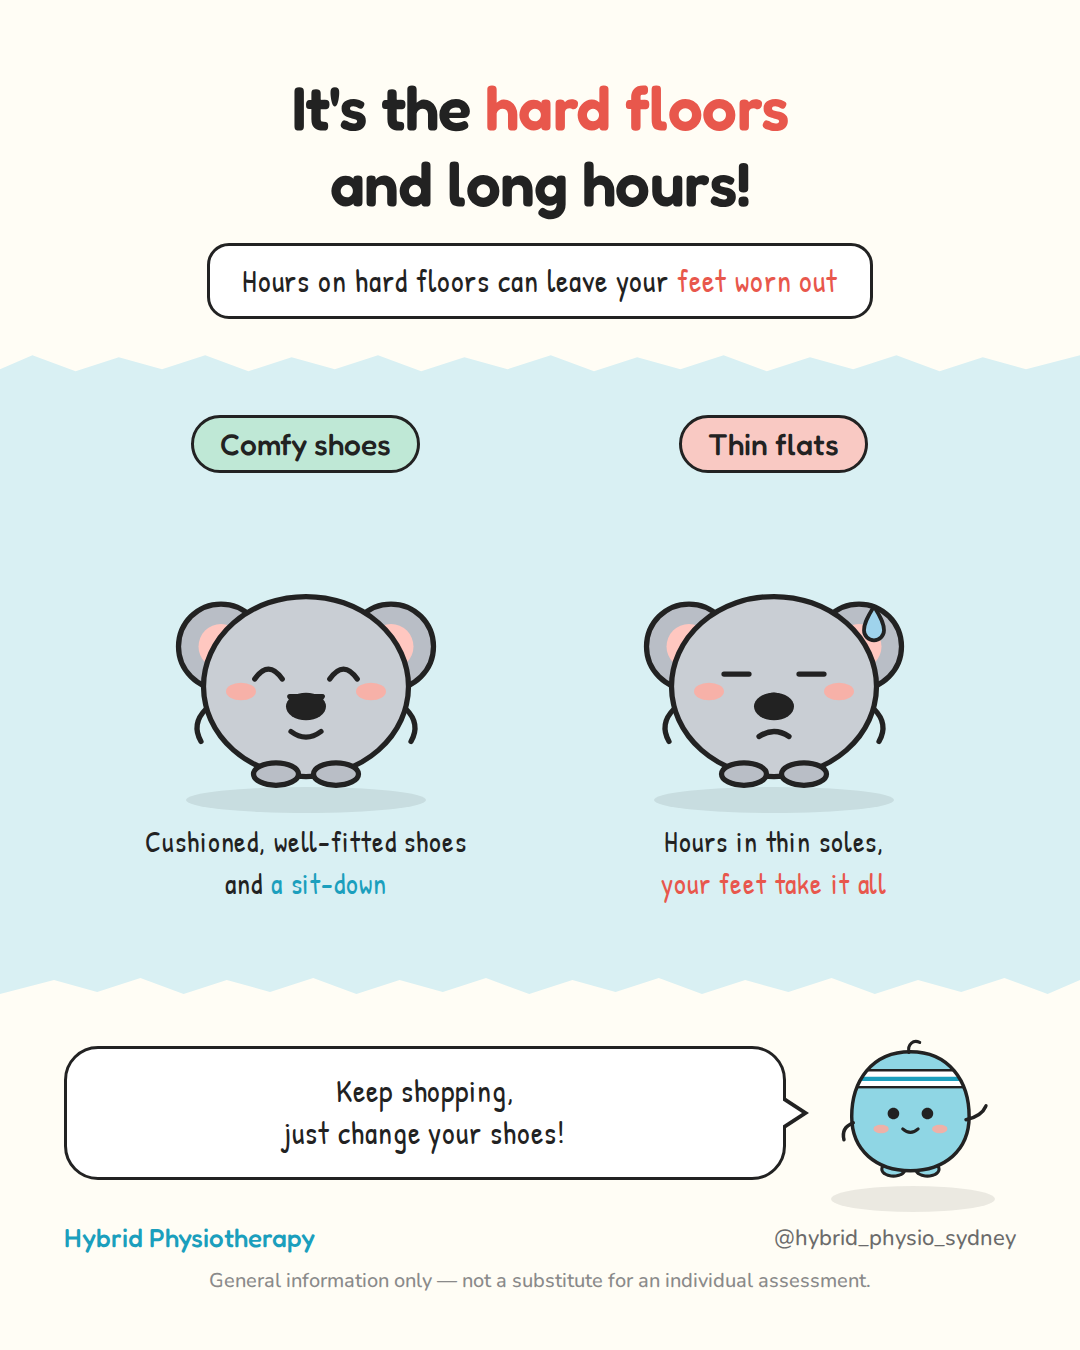 It's the hard floors
and long hours!
Hours on hard floors can leave your feet worn out
Comfy shoes
Thin flats
Cushioned, well-fitted shoes
and a sit-down
Hours in thin soles,
your feet take it all
Keep shopping,
just change your shoes!
Hybrid Physiotherapy
@hybrid_physio_sydney
General information only — not a substitute for an individual assessment.